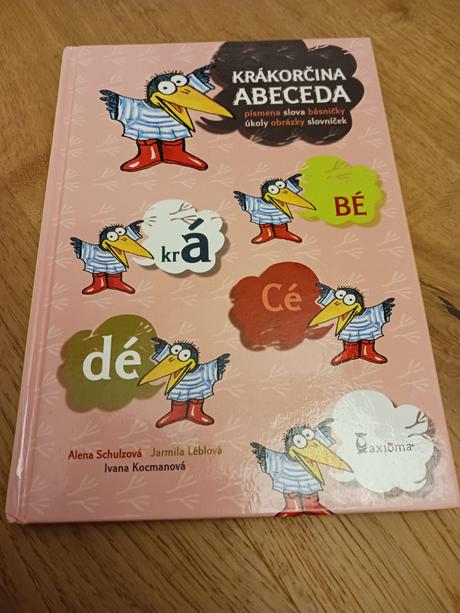 KRÁKORČINA
ABECEDA
písmena slova básničky
úkoly obrázky slovníček
BÉ
krá
Cé
dé
Alena Schulzová Jarmila Léblová
Ivana Kocmanová
axióma